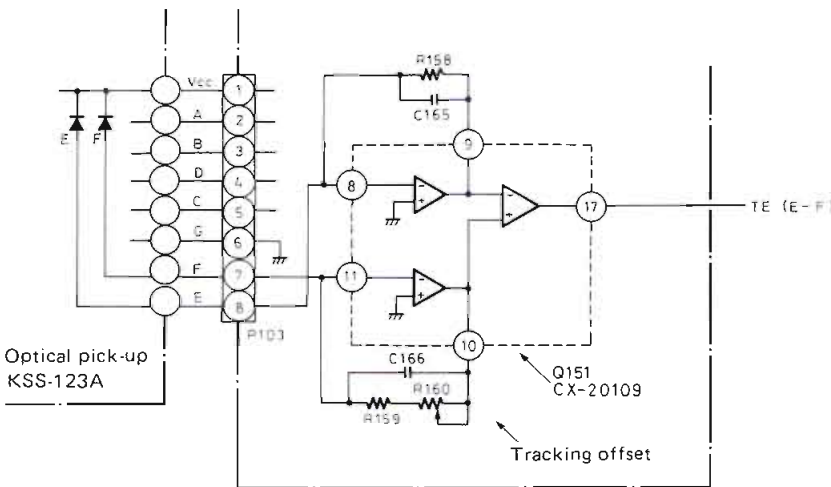 R158
C165
Vcc.
1
A
2
E
F
B
3
D
4
C
5
G
6
F
7
E
8
P103
9
8
11
17
TE (E-F)
10
Optical pick-up
KSS-123A
C166
R159
R160
Q151
CX-20109
Tracking offset